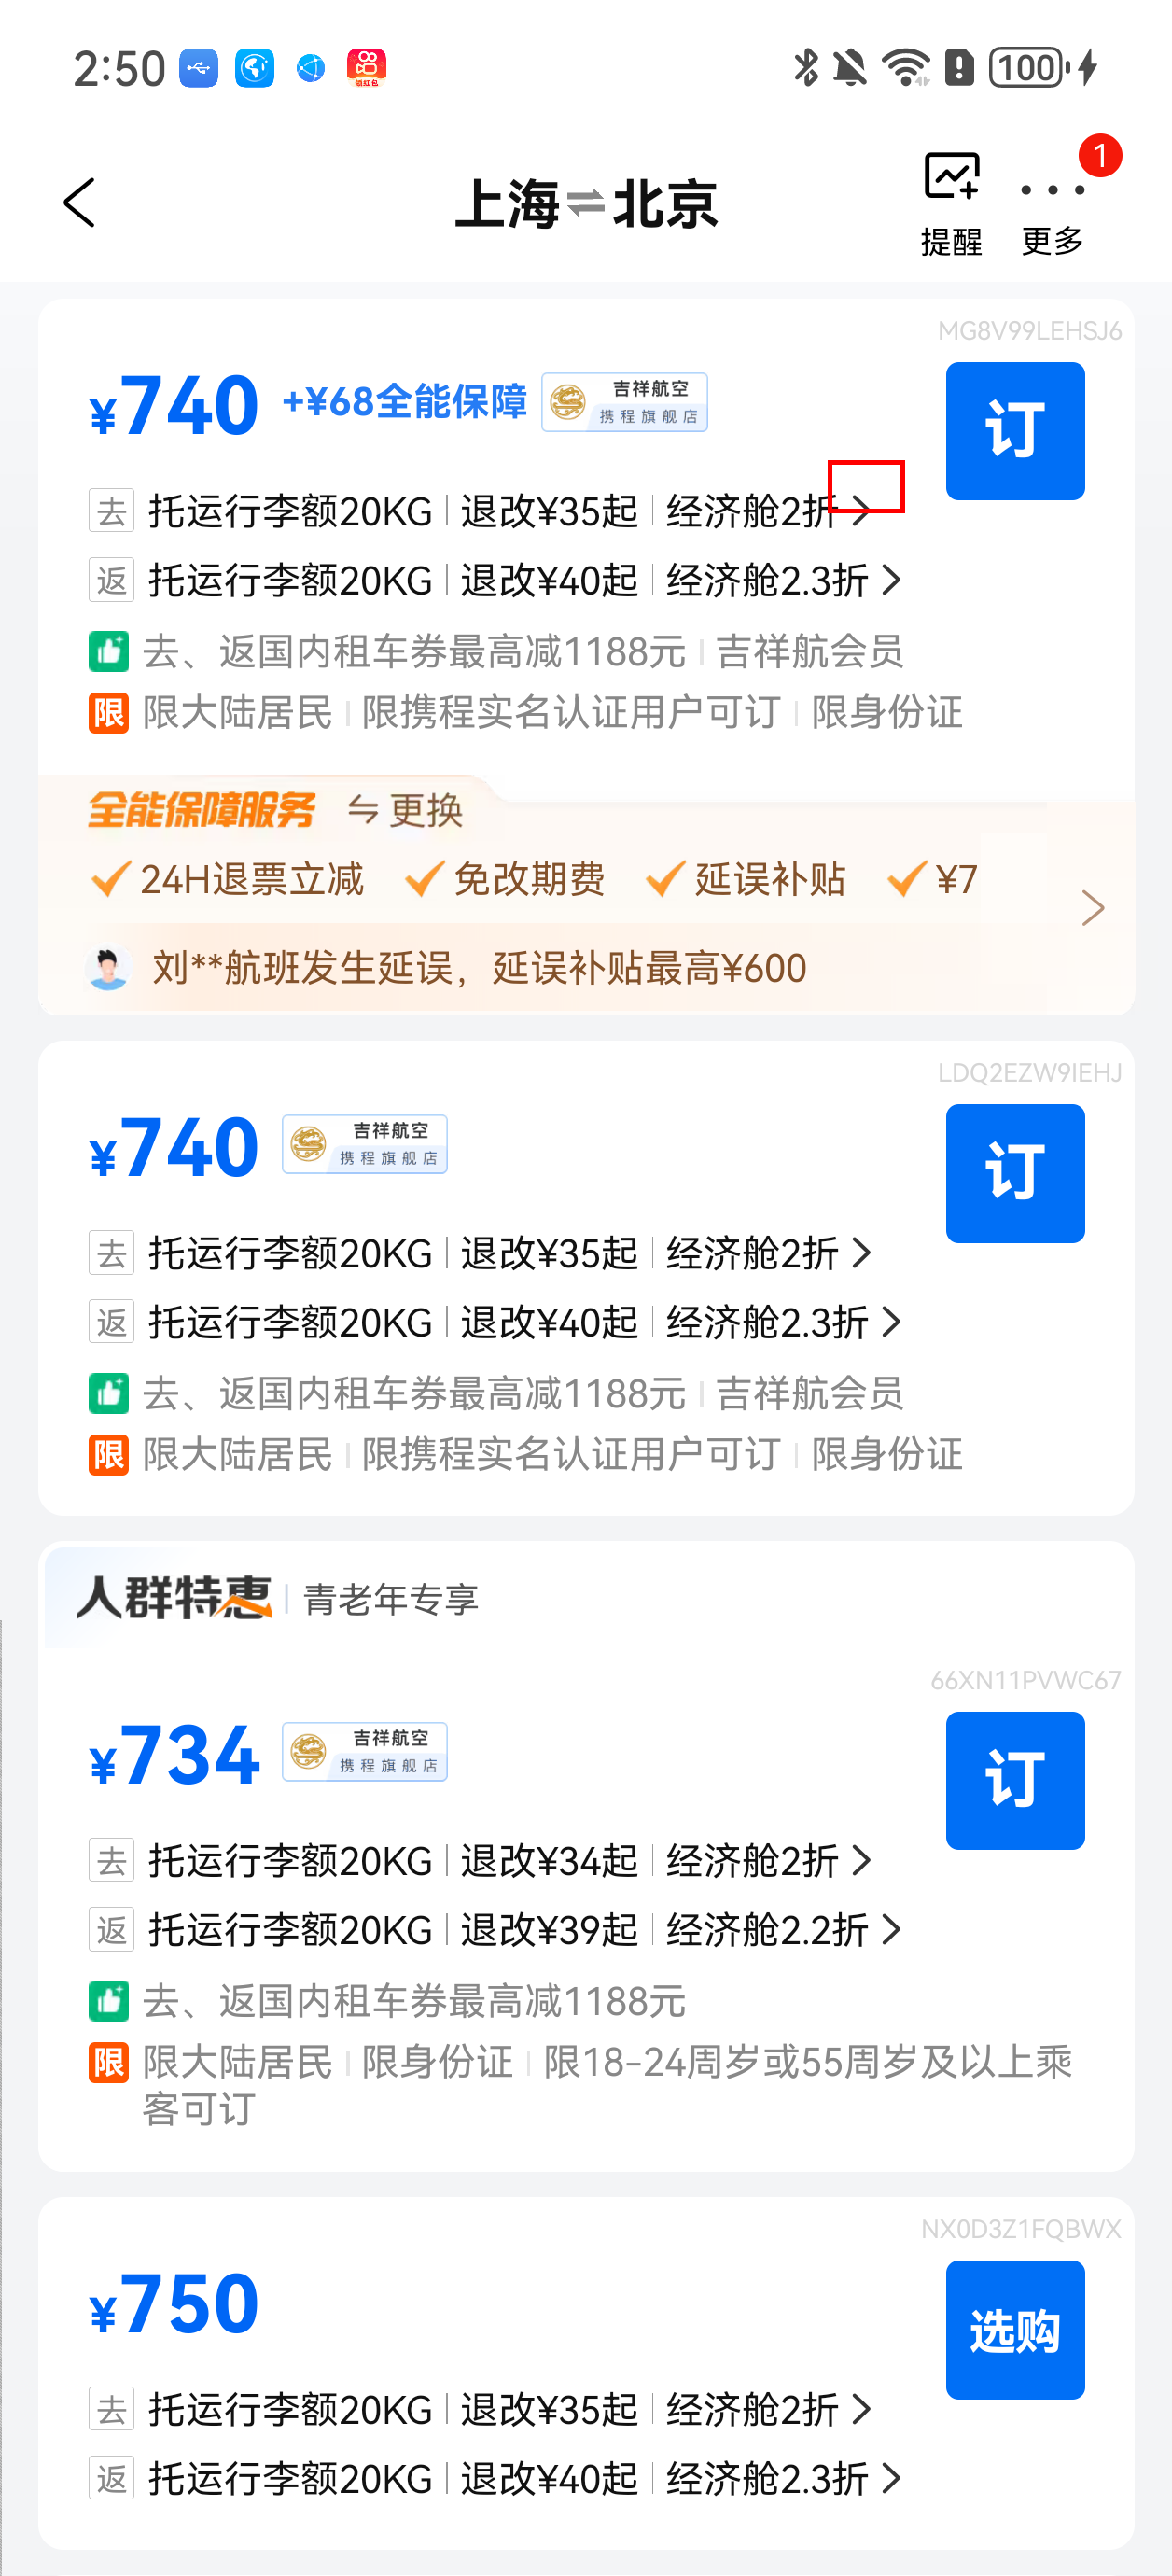 2:50
领红包
100
上海⇌北京
提醒
更多
1
MG8V99LEHSJ6
¥740 +¥68全能保障 吉祥航空 携程旗舰店
订
去 托运行李额20KG | 退改¥35起 | 经济舱2折 >
返 托运行李额20KG | 退改¥40起 | 经济舱2.3折 >
去、返国内租车券最高减1188元 | 吉祥航会员
限 限大陆居民 | 限携程实名认证用户可订 | 限身份证
全能保障服务 ⇋ 更换
24H退票立减 免改期费 延误补贴 ¥7
刘**航班发生延误，延误补贴最高¥600
LDQ2EZW9IEHJ
¥740 吉祥航空 携程旗舰店
订
去 托运行李额20KG | 退改¥35起 | 经济舱2折 >
返 托运行李额20KG | 退改¥40起 | 经济舱2.3折 >
去、返国内租车券最高减1188元 | 吉祥航会员
限 限大陆居民 | 限携程实名认证用户可订 | 限身份证
人群特惠 | 青老年专享
66XN11PVWC67
¥734 吉祥航空 携程旗舰店
订
去 托运行李额20KG | 退改¥34起 | 经济舱2折 >
返 托运行李额20KG | 退改¥39起 | 经济舱2.2折 >
去、返国内租车券最高减1188元
限 限大陆居民 | 限身份证 | 限18-24周岁或55周岁及以上乘
客可订
NX0D3Z1FQBWX
¥750
选购
去 托运行李额20KG | 退改¥35起 | 经济舱2折 >
返 托运行李额20KG | 退改¥40起 | 经济舱2.3折 >